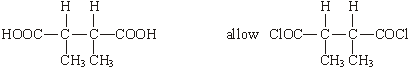 H H H H
HOOC—C—C—COOH allow ClOC—C—C—COCl
CH₃ CH₃ CH₃ CH₃